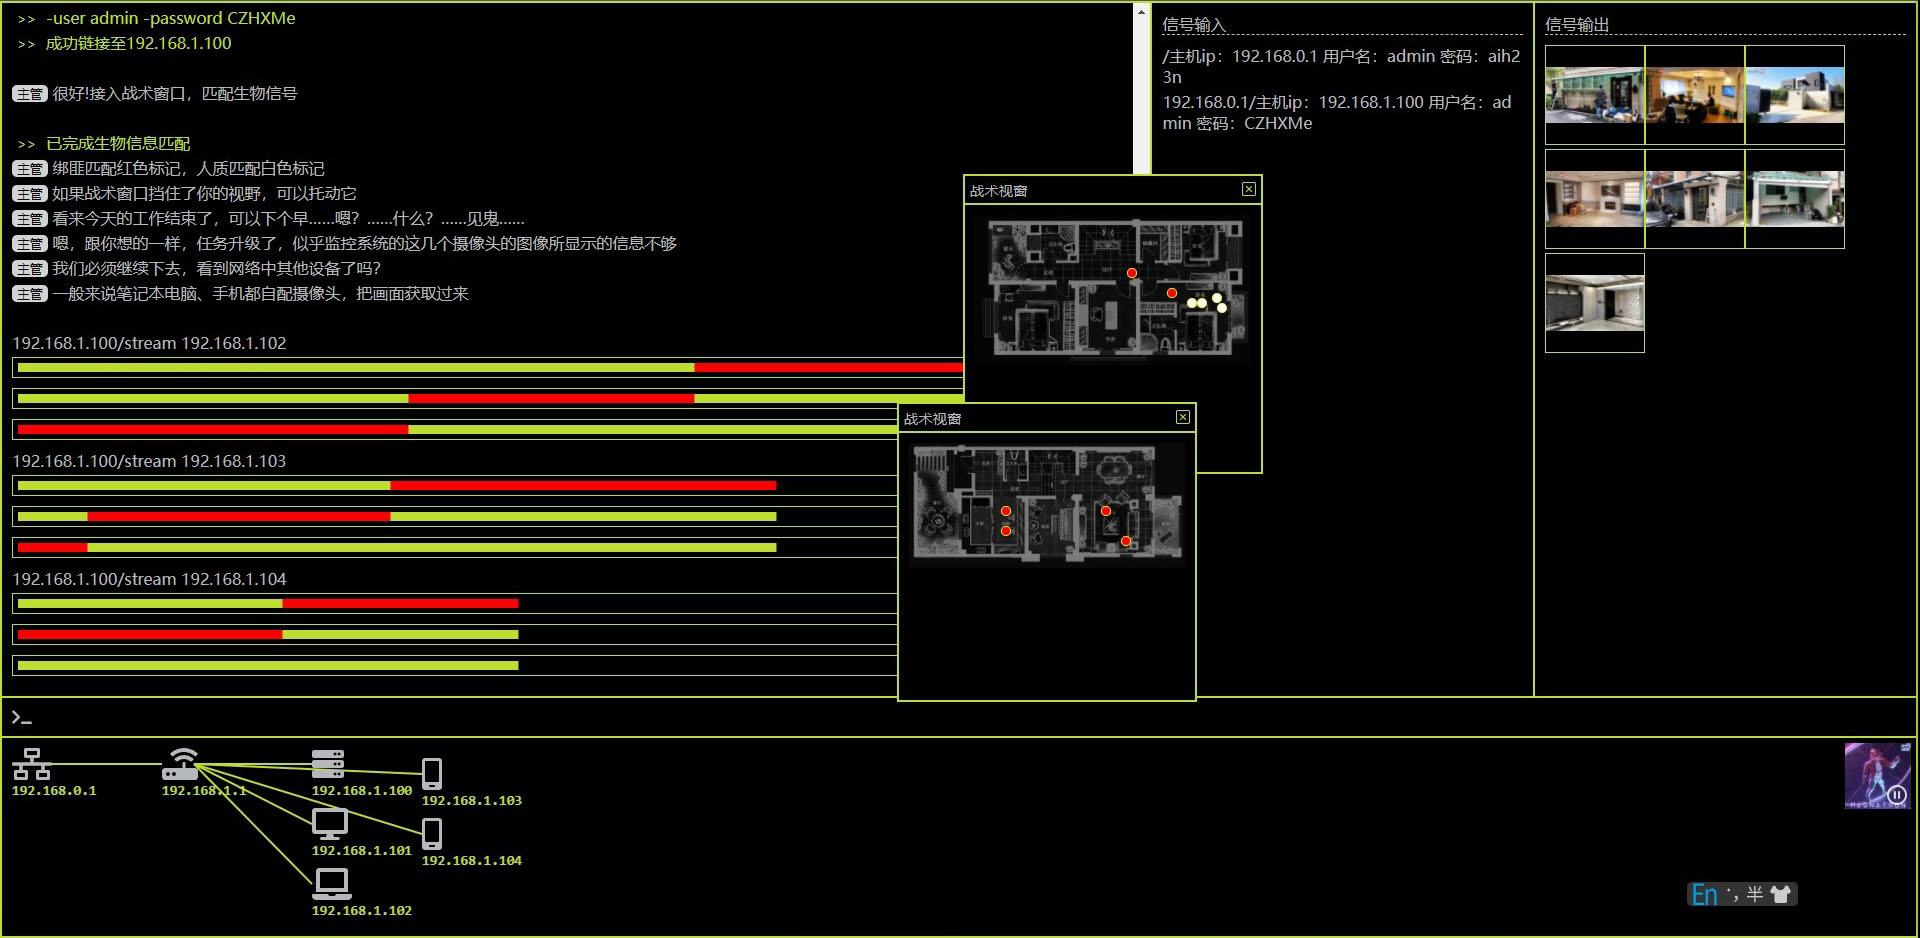 >> -user admin -password CZHXMe
>> 成功链接至192.168.1.100
主管 很好!接入战术窗口，匹配生物信号
>> 已完成生物信息匹配
主管 绑匪匹配红色标记，人质匹配白色标记
主管 如果战术窗口挡住了你的视野，可以托动它
主管 看来今天的工作结束了，可以下个早......嗯？......什么？......见鬼......
主管 嗯，跟你想的一样，任务升级了，似乎监控系统的这几个摄像头的图像所显示的信息不够
主管 我们必须继续下去，看到网络中其他设备了吗？
主管 一般来说笔记本电脑、手机都自配摄像头，把画面获取过来
192.168.1.100/stream 192.168.1.102
192.168.1.100/stream 192.168.1.103
192.168.1.100/stream 192.168.1.104
战术视窗
战术视窗
信号输入
/主机ip：192.168.0.1 用户名：admin 密码：aih2
3n
192.168.0.1/主机ip：192.168.1.100 用户名：ad
min 密码：CZHXMe
信号输出
>_
192.168.0.1
192.168.1.1
192.168.1.100
192.168.1.103
192.168.1.101
192.168.1.104
192.168.1.102
En 半